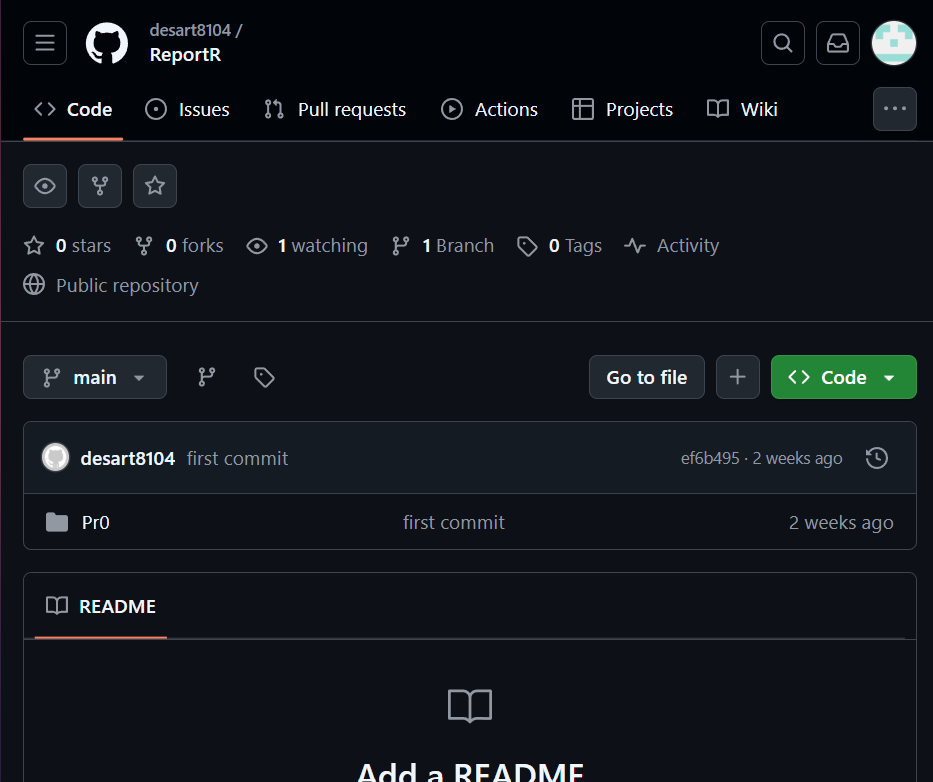 desart8104 /
ReportR
Code Issues Pull requests Actions Projects Wiki
0 stars 0 forks 1 watching 1 Branch 0 Tags Activity
Public repository
main Go to file Code
desart8104 first commit ef6b495 · 2 weeks ago
Pr0 first commit 2 weeks ago
README
Add a README